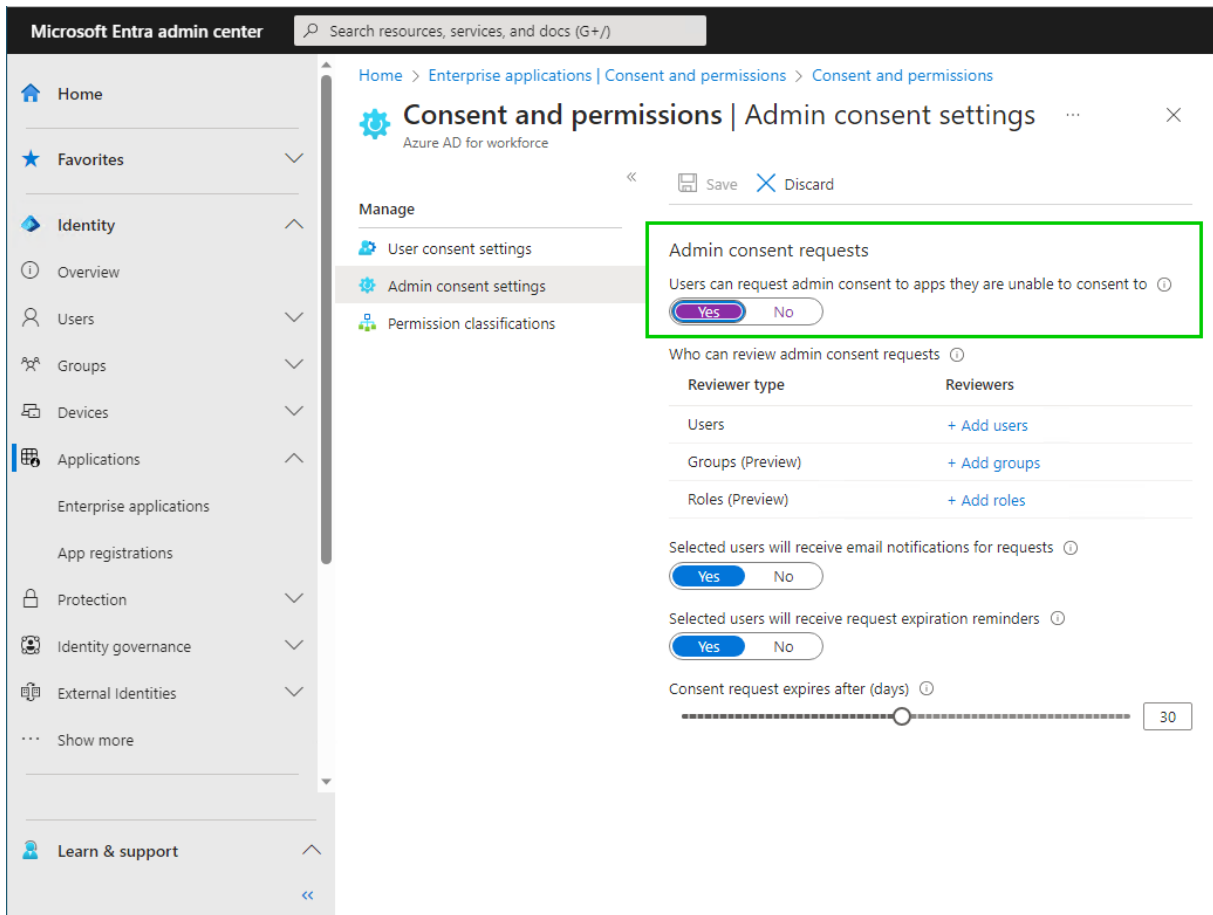 Microsoft Entra admin center
Search resources, services, and docs (G+/)
Home
Favorites
Identity
Overview
Users
Groups
Devices
Applications
Enterprise applications
App registrations
Protection
Identity governance
External Identities
Show more
Learn & support
Home > Enterprise applications | Consent and permissions > Consent and permissions
Consent and permissions | Admin consent settings
Azure AD for workforce
Manage
User consent settings
Admin consent settings
Permission classifications
Save Discard
Admin consent requests
Users can request admin consent to apps they are unable to consent to
Yes No
Who can review admin consent requests
Reviewer type Reviewers
Users + Add users
Groups (Preview) + Add groups
Roles (Preview) + Add roles
Selected users will receive email notifications for requests
Yes No
Selected users will receive request expiration reminders
Yes No
Consent request expires after (days)
30